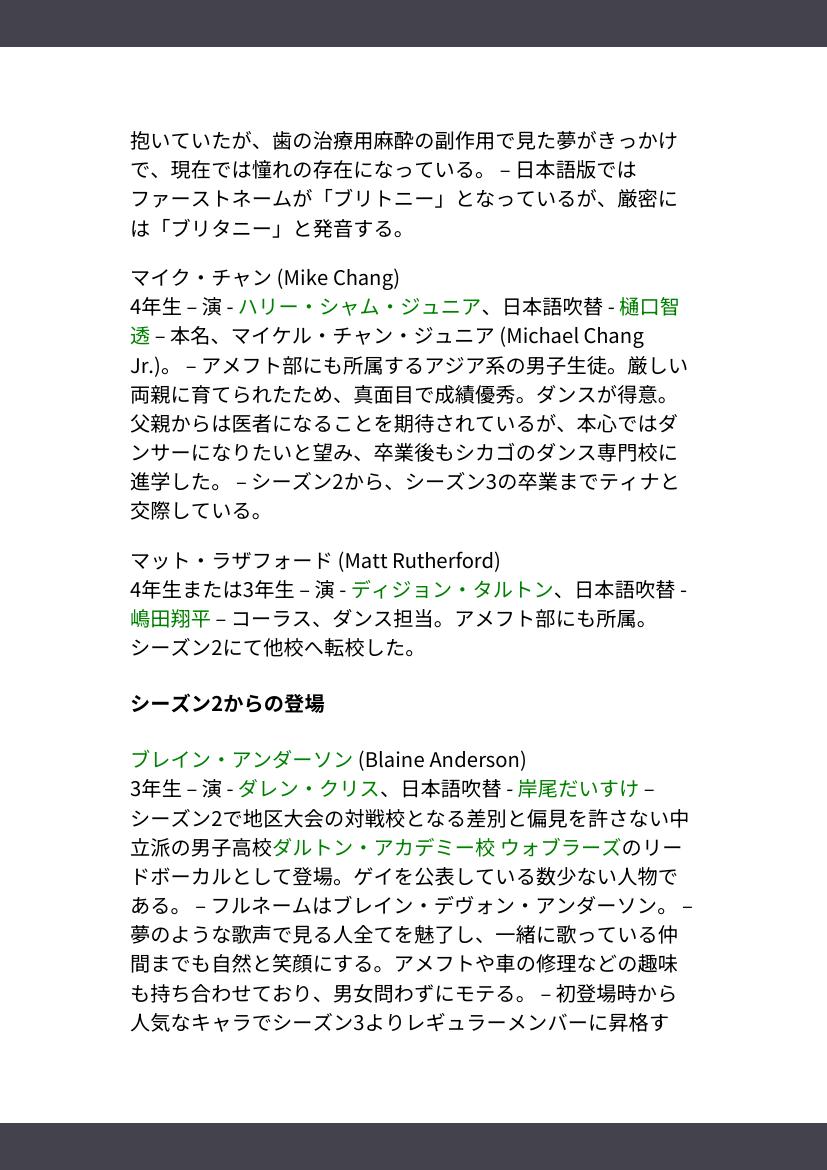 抱いていたが、歯の治療用麻酔の副作用で見た夢がきっかけ
で、現在では憧れの存在になっている。 – 日本語版では
ファーストネームが「ブリトニー」となっているが、厳密に
は「ブリタニー」と発音する。
マイク・チャン (Mike Chang)
4年生 – 演 - ハリー・シャム・ジュニア、日本語吹替 - 樋口智
透 – 本名、マイケル・チャン・ジュニア (Michael Chang
Jr.)。 – アメフト部にも所属するアジア系の男子生徒。厳しい
両親に育てられたため、真面目で成績優秀。ダンスが得意。
父親からは医者になることを期待されているが、本心ではダ
ンサーになりたいと望み、卒業後もシカゴのダンス専門校に
進学した。 – シーズン2から、シーズン3の卒業までティナと
交際している。
マット・ラザフォード (Matt Rutherford)
4年生または3年生 – 演 - ディジョン・タルトン、日本語吹替 -
嶋田翔平 – コーラス、ダンス担当。アメフト部にも所属。
シーズン2にて他校へ転校した。
シーズン2からの登場
ブレイン・アンダーソン (Blaine Anderson)
3年生 – 演 - ダレン・クリス、日本語吹替 - 岸尾だいすけ –
シーズン2で地区大会の対戦校となる差別と偏見を許さない中
立派の男子高校ダルトン・アカデミー校 ウォブラーズのリー
ドボーカルとして登場。ゲイを公表している数少ない人物で
ある。 – フルネームはブレイン・デヴォン・アンダーソン。 –
夢のような歌声で見る人全てを魅了し、一緒に歌っている仲
間までも自然と笑顔にする。アメフトや車の修理などの趣味
も持ち合わせており、男女問わずにモテる。 – 初登場時から
人気なキャラでシーズン3よりレギュラーメンバーに昇格す